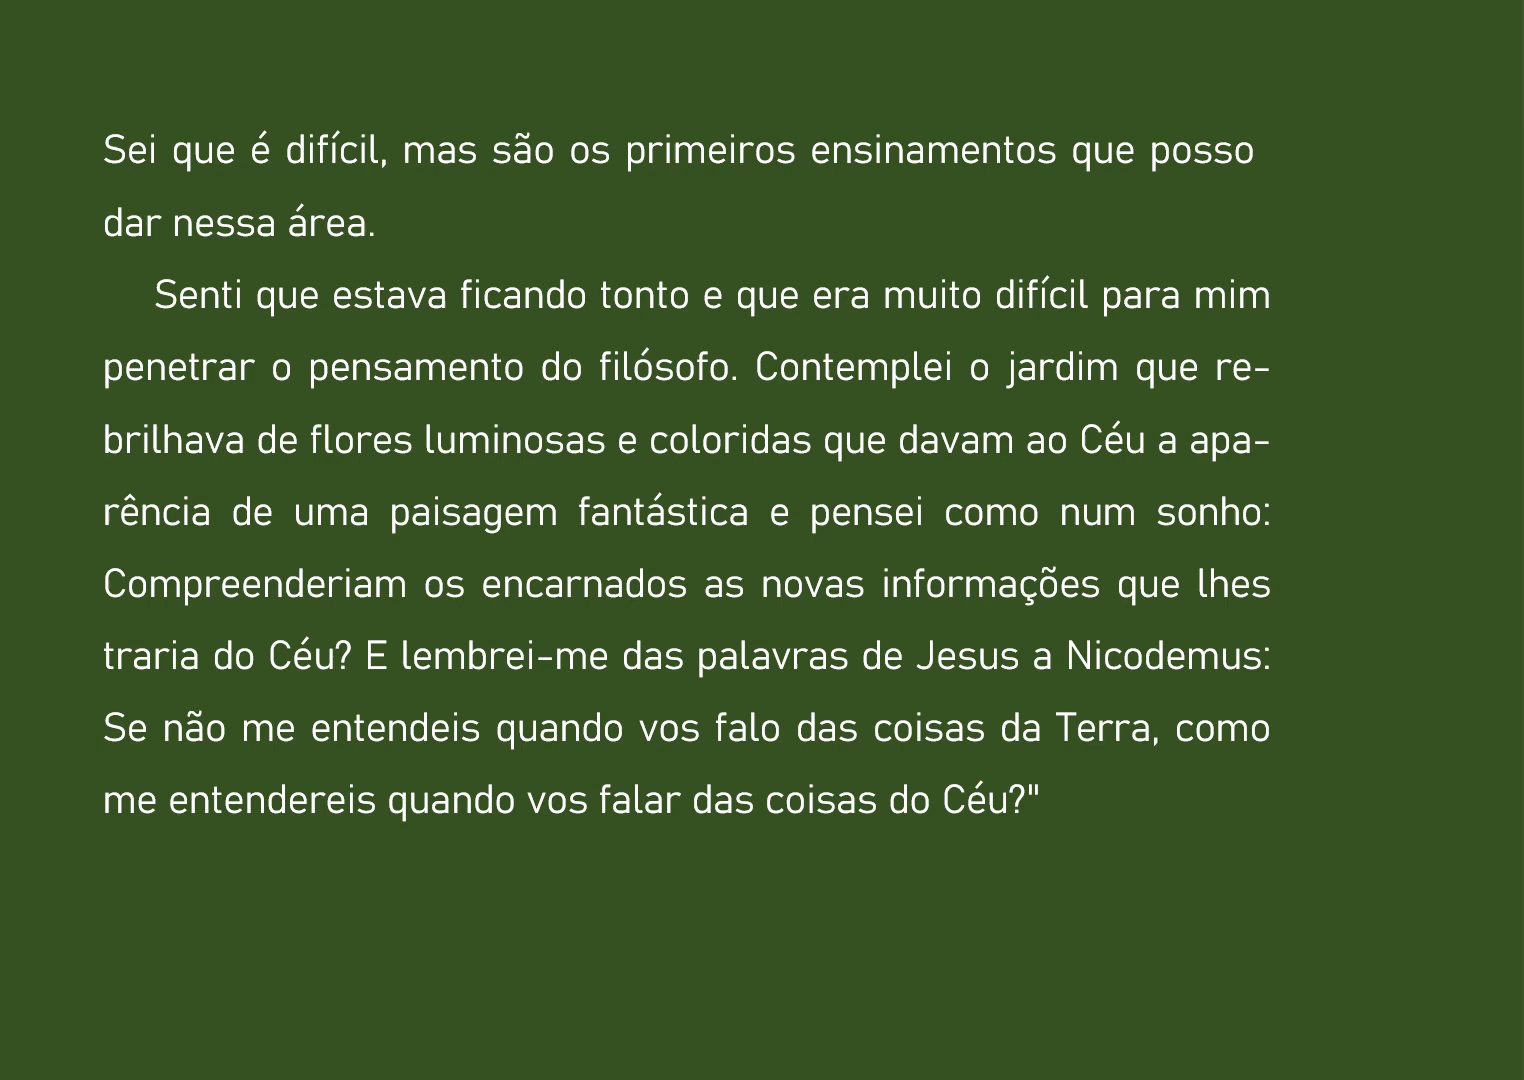 Sei que é difícil, mas são os primeiros ensinamentos que posso
dar nessa área.
Senti que estava ficando tonto e que era muito difícil para mim
penetrar o pensamento do filósofo. Contemplei o jardim que re-
brilhava de flores luminosas e coloridas que davam ao Céu a apa-
rência de uma paisagem fantástica e pensei como num sonho:
Compreenderiam os encarnados as novas informações que lhes
traria do Céu? E lembrei-me das palavras de Jesus a Nicodemus:
Se não me entendeis quando vos falo das coisas da Terra, como
me entendereis quando vos falar das coisas do Céu?"